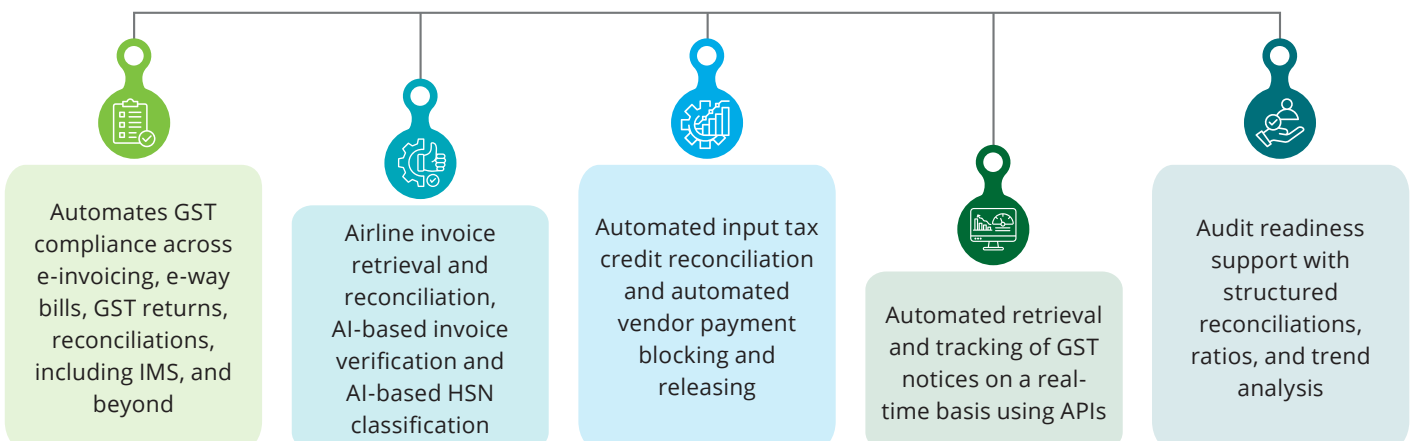 Automates GST
compliance across
e-invoicing, e-way
bills, GST returns,
reconciliations,
including IMS, and
beyond
Airline invoice
retrieval and
reconciliation,
AI-based invoice
verification and
AI-based HSN
classification
Automated input tax
credit reconciliation
and automated
vendor payment
blocking and
releasing
Automated retrieval
and tracking of GST
notices on a real-
time basis using APIs
Audit readiness
support with
structured
reconciliations,
ratios, and trend
analysis